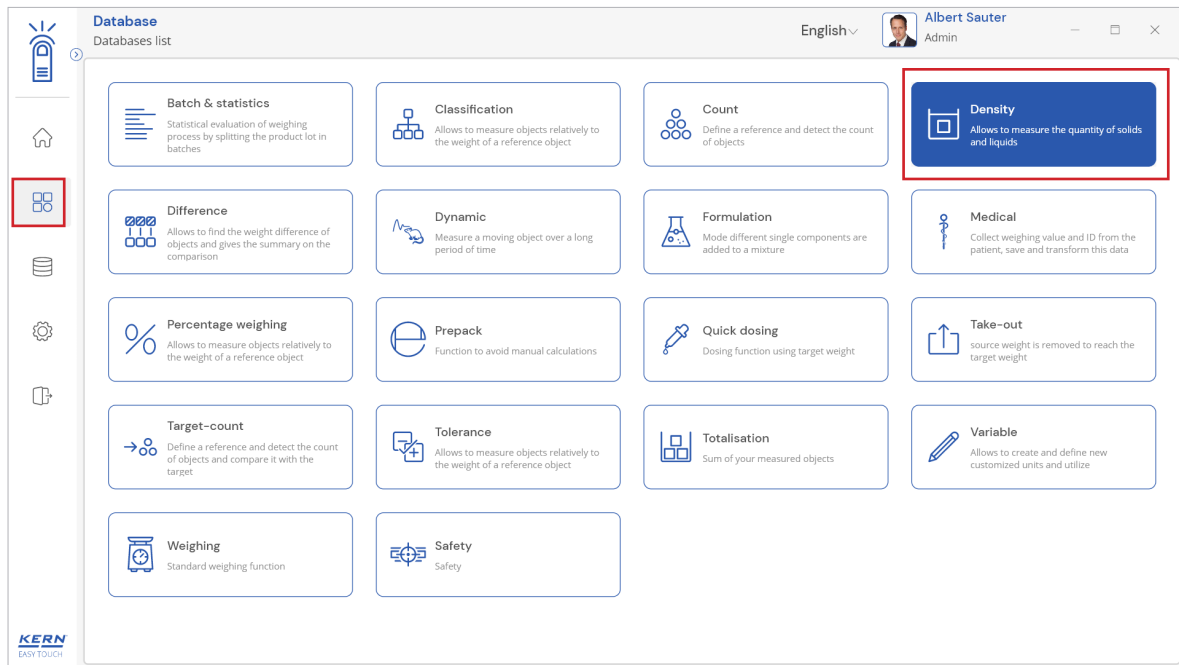 Database
Databases list
English
Albert Sauter
Admin
Batch & statistics
Statistical evaluation of weighing
process by splitting the product lot in
batches
Classification
Allows to measure objects relatively to
the weight of a reference object
Count
Define a reference and detect the count
of objects
Density
Allows to measure the quantity of solids
and liquids
Difference
Allows to find the weight difference of
objects and gives the summary on the
comparison
Dynamic
Measure a moving object over a long
period of time
Formulation
Mode different single components are
added to a mixture
Medical
Collect weighing value and ID from the
patient, save and transform this data
Percentage weighing
Allows to measure objects relatively to
the weight of a reference object
Prepack
Function to avoid manual calculations
Quick dosing
Dosing function using target weight
Take-out
source weight is removed to reach the
target weight
Target-count
Define a reference and detect the count
of objects and compare it with the
target
Tolerance
Allows to measure objects relatively to
the weight of a reference object
Totalisation
Sum of your measured objects
Variable
Allows to create and define new
customized units and utilize
Weighing
Standard weighing function
Safety
Safety
KERN
EASY TOUCH